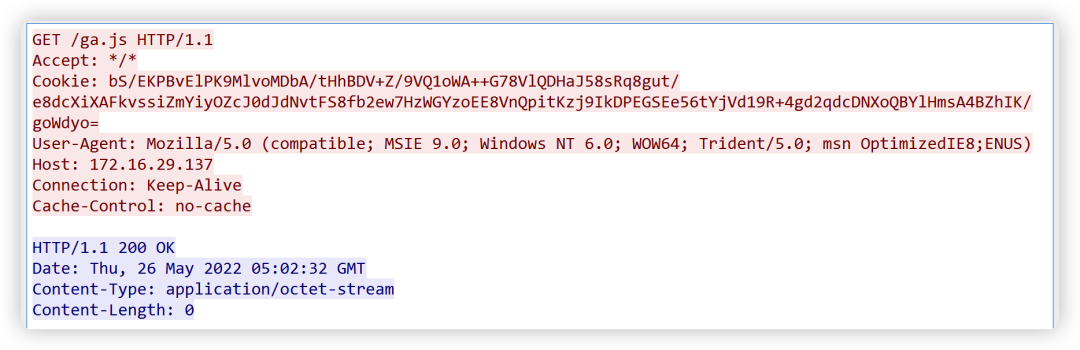 GET /ga.js HTTP/1.1
Accept: */*
Cookie: bS/EKPBvElPK9MlvoMDbA/tHhBDV+Z/9VQ1oWA++G78VlQDHaJ58sRq8gut/
e8dcXiXAFkvssiZmYiyOZcJ0dJdNvtFS8fb2ew7HzWGYzoEE8VnQpitKzj9IkDPEGSEe56tYjVd19R+4gd2qdcDNXoQBYlHmsA4BZhIK/
goWdyo=
User-Agent: Mozilla/5.0 (compatible; MSIE 9.0; Windows NT 6.0; WOW64; Trident/5.0; msn OptimizedIE8;ENUS)
Host: 172.16.29.137
Connection: Keep-Alive
Cache-Control: no-cache
HTTP/1.1 200 OK
Date: Thu, 26 May 2022 05:02:32 GMT
Content-Type: application/octet-stream
Content-Length: 0